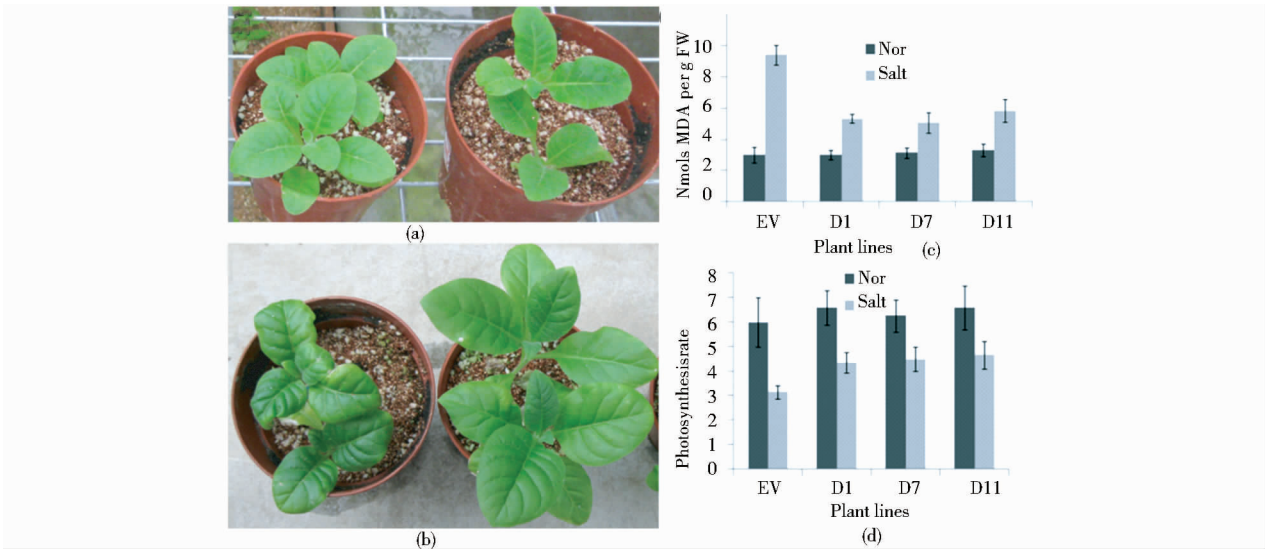 (a)
(b)
Nmols MDA per g FW
10
8
6
4
2
0
Nor
Salt
EV D1 D7 D11
Plant lines
(c)
Photosynthesisrate
8
7
6
5
4
3
2
1
0
Nor
Salt
EV D1 D7 D11
Plant lines
(d)